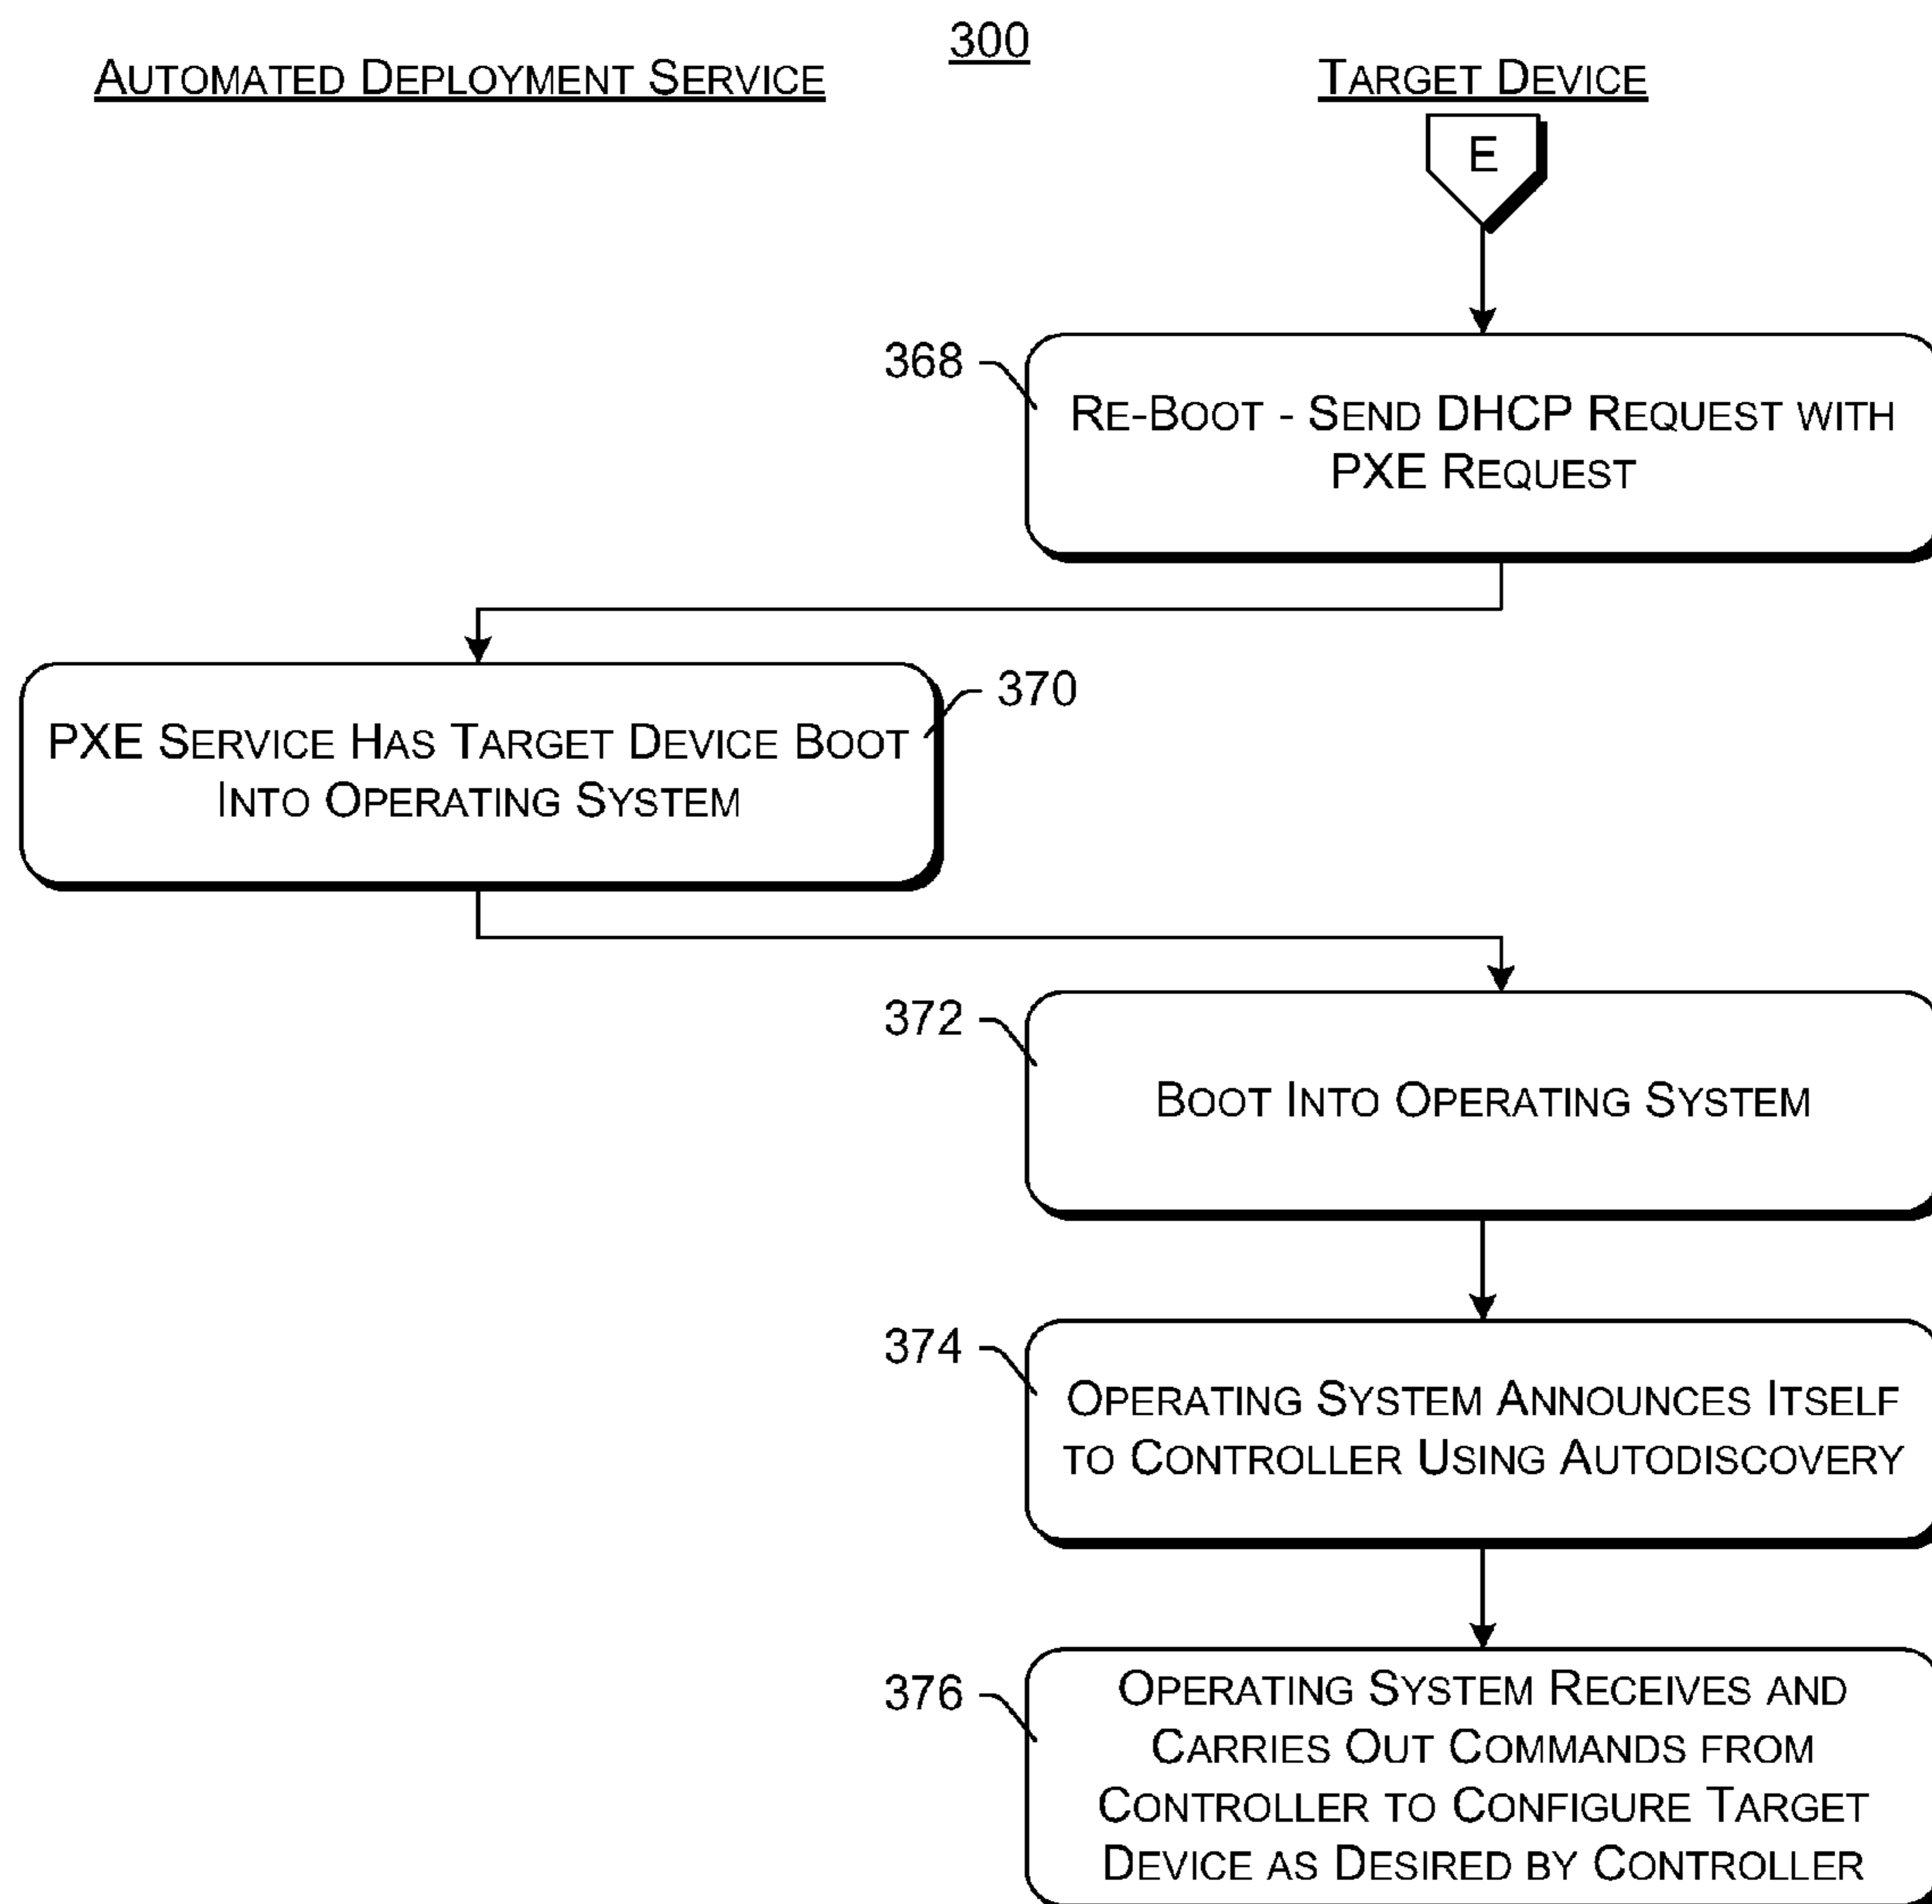 300
AUTOMATED DEPLOYMENT SERVICE
TARGET DEVICE
E
368
RE-BOOT - SEND DHCP REQUEST WITH
PXE REQUEST
370
PXE SERVICE HAS TARGET DEVICE BOOT
INTO OPERATING SYSTEM
372
BOOT INTO OPERATING SYSTEM
374
OPERATING SYSTEM ANNOUNCES ITSELF
TO CONTROLLER USING AUTODISCOVERY
376
OPERATING SYSTEM RECEIVES AND
CARRIES OUT COMMANDS FROM
CONTROLLER TO CONFIGURE TARGET
DEVICE AS DESIRED BY CONTROLLER